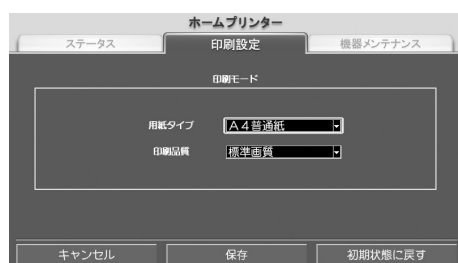 ホームプリンター
ステータス
印刷設定
機器メンテナンス
印刷モード
用紙タイプ
A4普通紙
印刷品質
標準画質
キャンセル
保存
初期状態に戻す